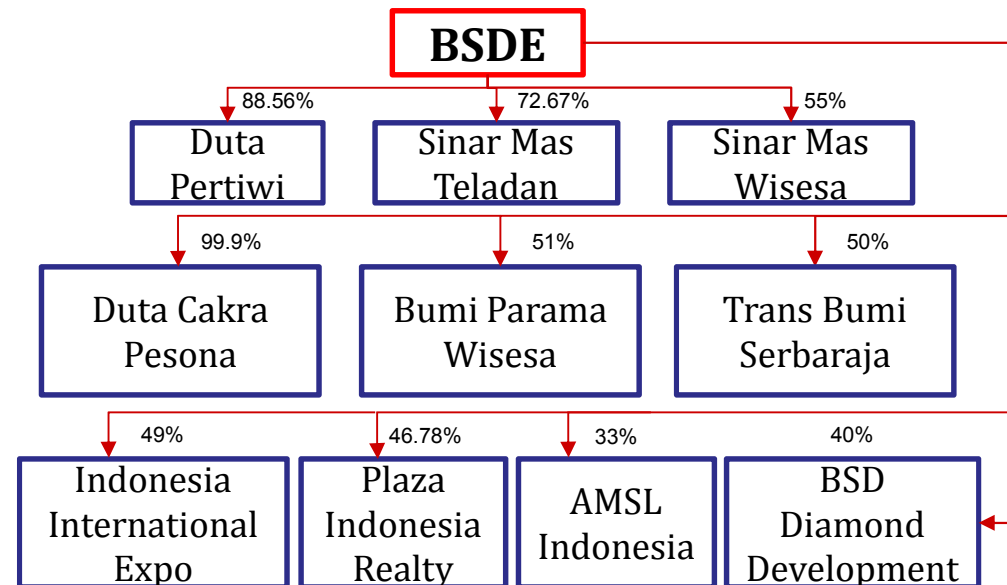 BSDE
88.56%
72.67%
55%
Duta
Pertiwi
Sinar Mas
Teladan
Sinar Mas
Wisesa
99.9%
51%
50%
Duta Cakra
Pesona
Bumi Parama
Wisesa
Trans Bumi
Serbaraja
49%
46.78%
33%
40%
Indonesia
International
Expo
Plaza
Indonesia
Realty
AMSL
Indonesia
BSD
Diamond
Development